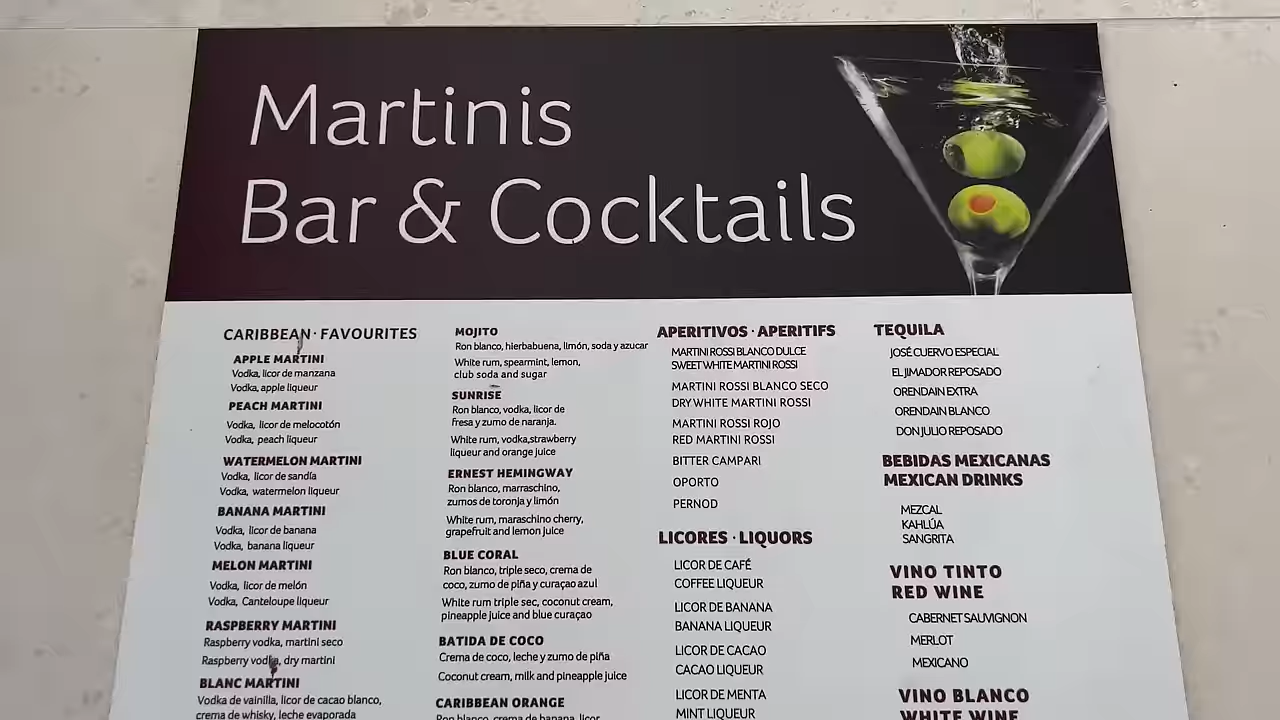 Martinis
Bar & Cocktails
CARIBBEAN · FAVOURITES
APPLE MARTINI
Vodka, licor de manzana
Vodka, apple liqueur
PEACH MARTINI
Vodka, licor de melocotón
Vodka, peach liqueur
WATERMELON MARTINI
Vodka, licor de sandía
Vodka, watermelon liqueur
BANANA MARTINI
Vodka, licor de banana
Vodka, banana liqueur
MELON MARTINI
Vodka, licor de melón
Vodka, Canteloupe liqueur
RASPBERRY MARTINI
Raspberry vodka, martini seco
Raspberry vodka, dry martini
BLANC MARTINI
Vodka de vainilla, licor de cacao blanco,
crema de whisky, leche evaporada
MOJITO
Ron blanco, hierbabuena, limón, soda y azucar
White rum, spearmint, lemon,
club soda and sugar
SUNRISE
Ron blanco, vodka, licor de
fresa y zumo de naranja.
White rum, vodka,strawberry
liqueur and orange juice
ERNEST HEMINGWAY
Ron blanco, marraschino,
zumos de toronja y limón
White rum, maraschino cherry,
grapefruit and lemon juice
BLUE CORAL
Ron blanco, triple seco, crema de
coco, zumo de piña y curaçao azul
White rum triple sec, coconut cream,
pineapple juice and blue curaçao
BATIDA DE COCO
Crema de coco, leche y zumo de piña
Coconut cream, milk and pineapple juice
CARIBBEAN ORANGE
Ron blanco, crema de banana, licor
APERITIVOS · APERITIFS
MARTINI ROSSI BLANCO DULCE
SWEET WHITE MARTINI ROSSI
MARTINI ROSSI BLANCO SECO
DRY WHITE MARTINI ROSSI
MARTINI ROSSI ROJO
RED MARTINI ROSSI
BITTER CAMPARI
OPORTO
PERNOD
LICORES · LIQUORS
LICOR DE CAFÉ
COFFEE LIQUEUR
LICOR DE BANANA
BANANA LIQUEUR
LICOR DE CACAO
CACAO LIQUEUR
LICOR DE MENTA
MINT LIQUEUR
TEQUILA
JOSÉ CUERVO ESPECIAL
EL JIMADOR REPOSADO
ORENDAIN EXTRA
ORENDAIN BLANCO
DON JULIO REPOSADO
BEBIDAS MEXICANAS
MEXICAN DRINKS
MEZCAL
KAHLÚA
SANGRITA
VINO TINTO
RED WINE
CABERNET SAUVIGNON
MERLOT
MEXICANO
VINO BLANCO
WHITE WINE